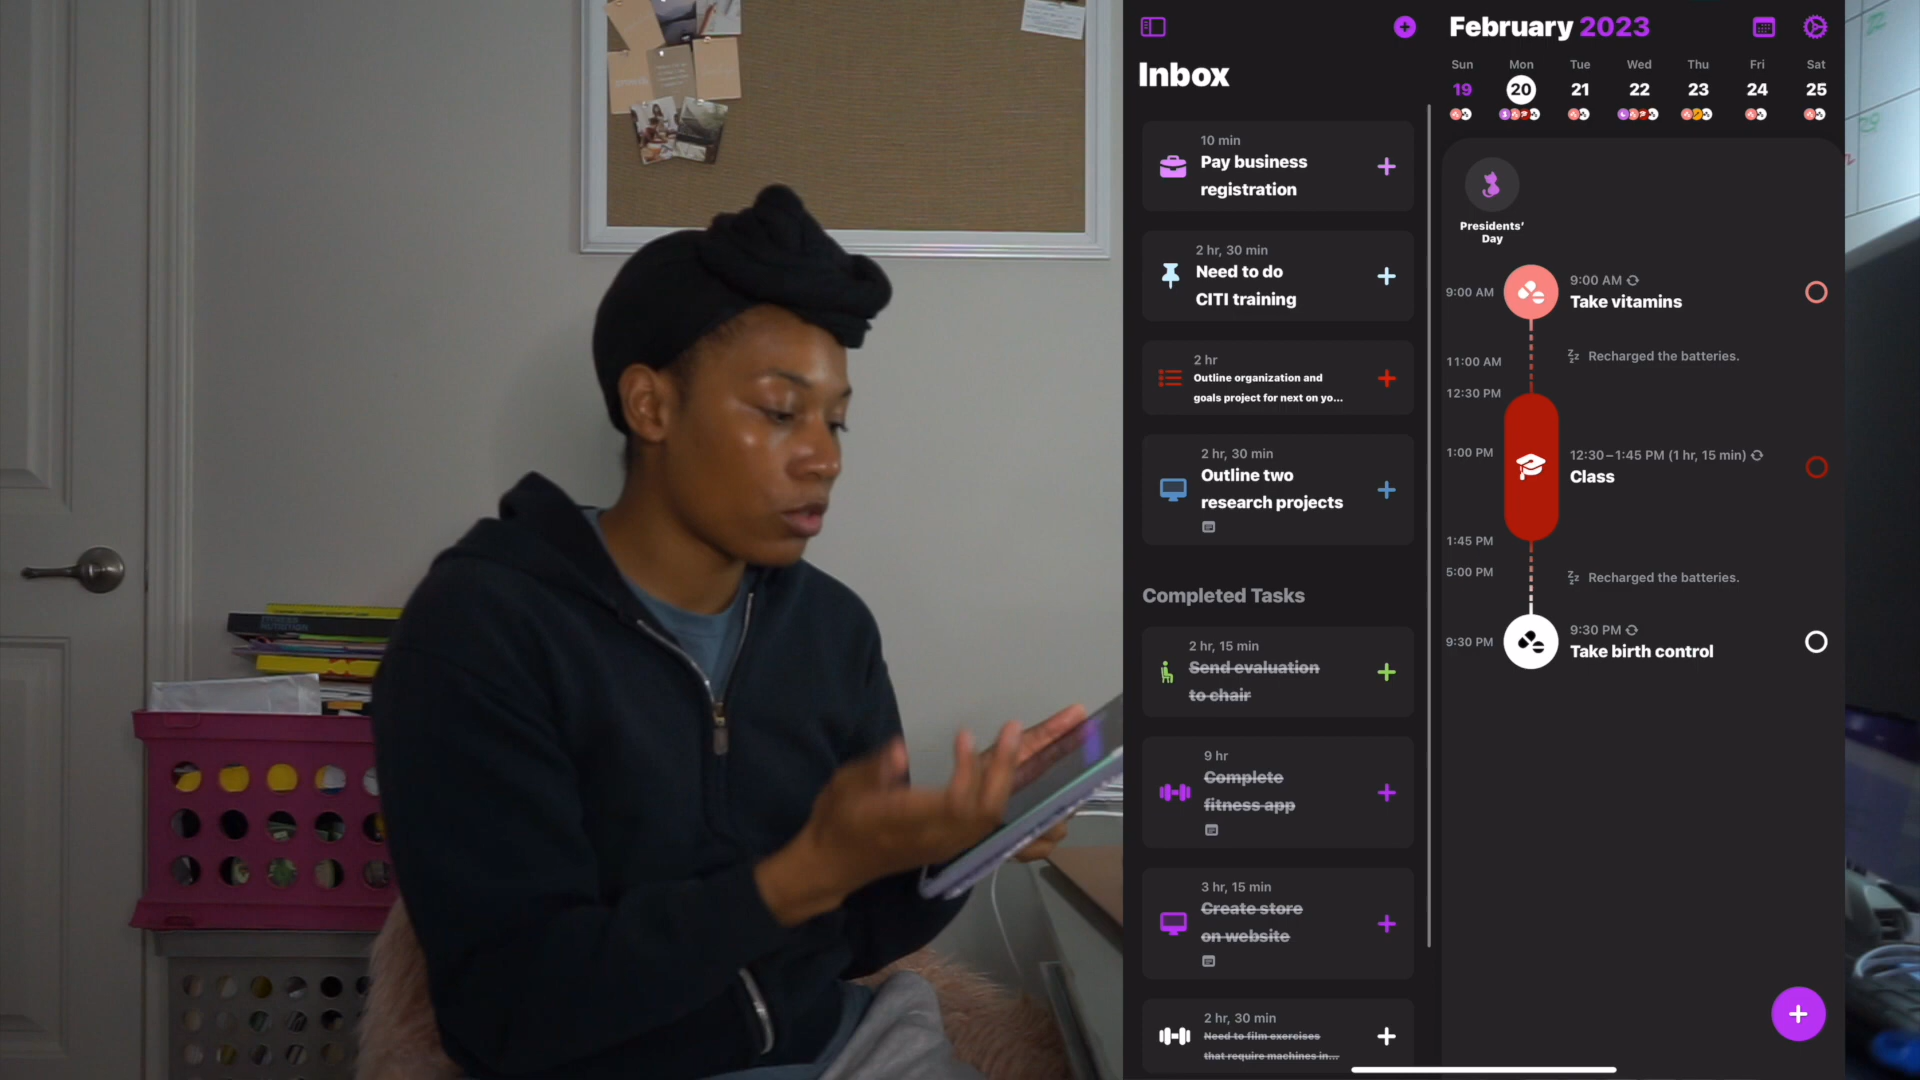 Inbox
10 min
Pay business
registration
2 hr, 30 min
Need to do
CITI training
2 hr
Outline organization and
goals project for next on yo...
2 hr, 30 min
Outline two
research projects
Completed Tasks
2 hr, 15 min
Send evaluation
to chair
9 hr
Complete
fitness app
3 hr, 15 min
Create store
on website
2 hr, 30 min
Need to film exercises
that require machines in...
February 2023
Sun Mon Tue Wed Thu Fri Sat
19 20 21 22 23 24 25
Presidents'
Day
9:00 AM
9:00 AM
Take vitamins
11:00 AM
Recharged the batteries.
12:30 PM
1:00 PM
12:30–1:45 PM (1 hr, 15 min)
Class
1:45 PM
5:00 PM
Recharged the batteries.
9:30 PM
9:30 PM
Take birth control